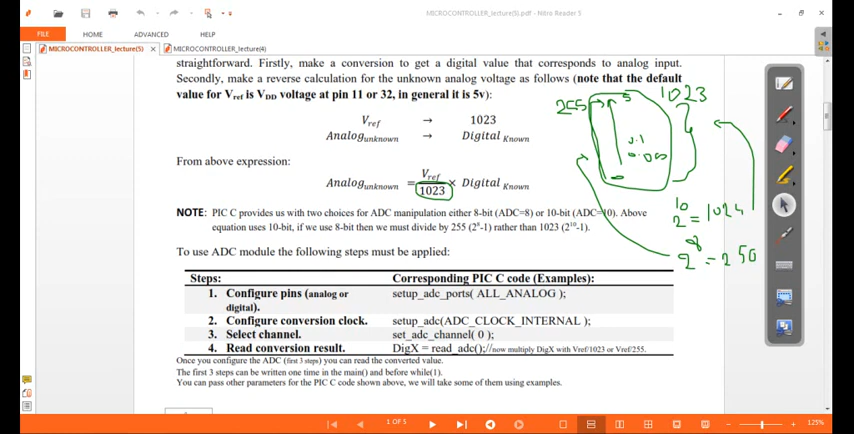 MICROCONTROLLER_lecture(5).pdf - Nitro Reader 5
FILE HOME ADVANCED HELP
MICROCONTROLLER_lecture(5) × MICROCONTROLLER_lecture(4)
straightforward. Firstly, make a conversion to get a digital value that corresponds to analog input.
Secondly, make a reverse calculation for the unknown analog voltage as follows (note that the default
value for Vref is VDD voltage at pin 11 or 32, in general it is 5v):
255 5 1023
Vref → 1023
Analogunknown → Digital Known
0.1
From above expression:
Analogunknown = Vref / 1023 × Digital Known
NOTE: PIC C provides us with two choices for ADC manipulation either 8-bit (ADC=8) or 10-bit (ADC=10). Above
equation uses 10-bit, if we use 8-bit then we must divide by 255 (2^8-1) rather than 1023 (2^10-1).
2^10 = 1024
2^8 = 256
To use ADC module the following steps must be applied:
Steps: Corresponding PIC C code (Examples):
1. Configure pins (analog or digital). setup_adc_ports( ALL_ANALOG );
2. Configure conversion clock. setup_adc(ADC_CLOCK_INTERNAL );
3. Select channel. set_adc_channel( 0 );
4. Read conversion result. DigX = read_adc();//now multiply DigX with Vref/1023 or Vref/255.
Once you configure the ADC (first 3 steps) you can read the converted value.
The first 3 steps can be written one time in the main() and before while(1).
You can pass other parameters for the PIC C code shown above, we will take some of them using examples.
1 OF 5
125%